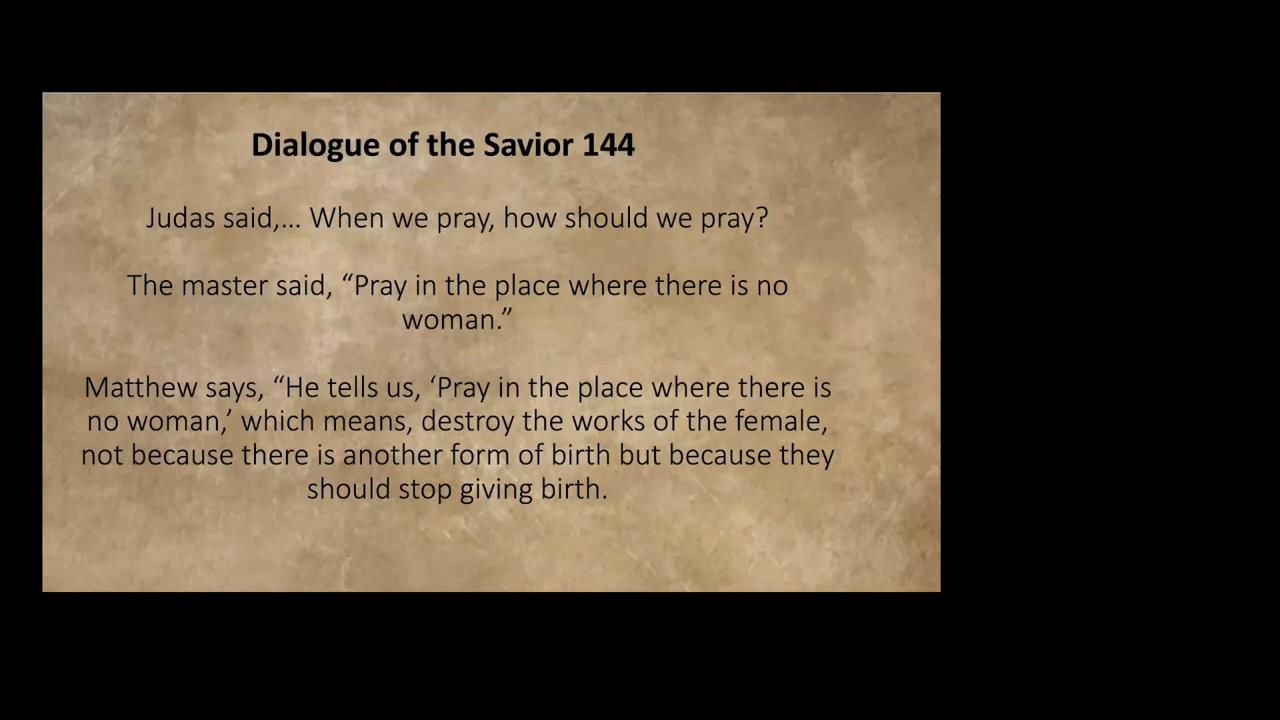 Dialogue of the Savior 144
Judas said,... When we pray, how should we pray?
The master said, “Pray in the place where there is no
woman.”
Matthew says, “He tells us, ‘Pray in the place where there is
no woman,’ which means, destroy the works of the female,
not because there is another form of birth but because they
should stop giving birth.